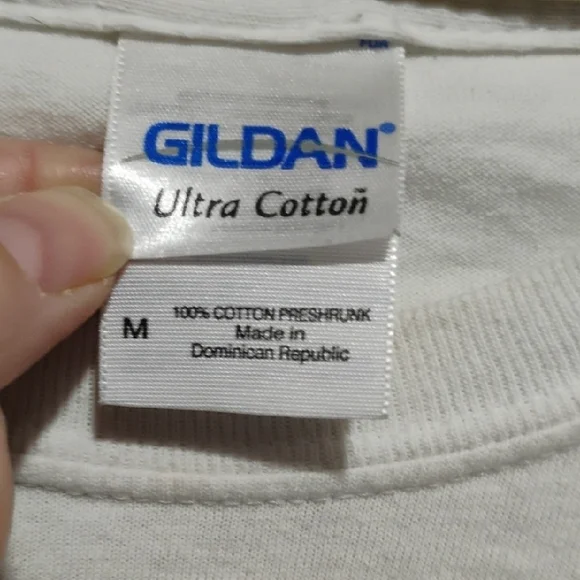 GILDAN®
Ultra Cotton®
M
100% COTTON PRESHRUNK
Made in
Dominican Republic